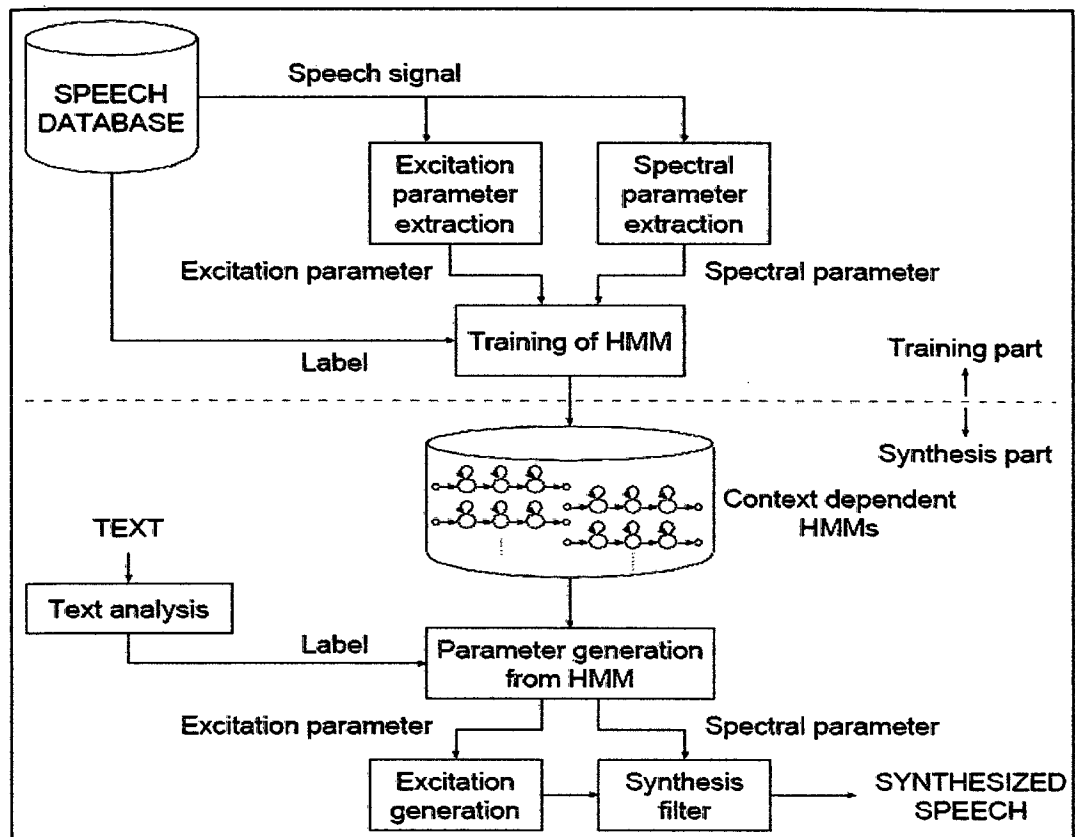 SPEECH
DATABASE
Speech signal
Excitation
parameter
extraction
Spectral
parameter
extraction
Excitation parameter
Spectral parameter
Training of HMM
Label
Training part
Synthesis part
Context dependent
HMMs
TEXT
Text analysis
Label
Parameter generation
from HMM
Excitation parameter
Spectral parameter
Excitation
generation
Synthesis
filter
SYNTHESIZED
SPEECH